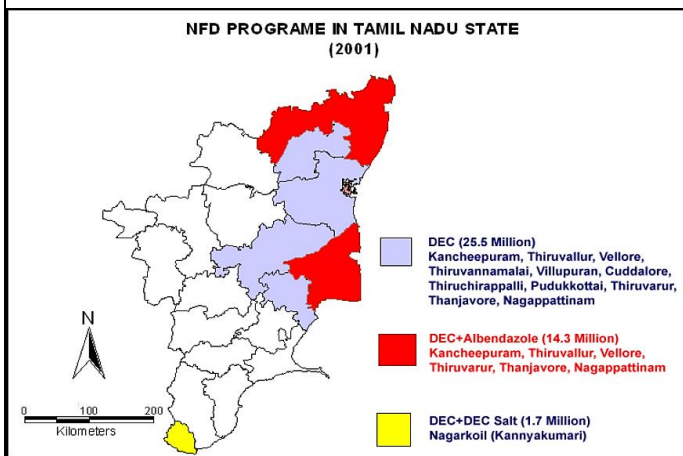 NFD PROGRAME IN TAMIL NADU STATE
(2001)
DEC (25.5 Million)
Kancheepuram, Thiruvallur, Vellore,
Thiruvannamalai, Villupuran, Cuddalore,
Thiruchirappalli, Pudukkottai, Thiruvarur,
Thanjavore, Nagappattinam
N
DEC+Albendazole (14.3 Million)
Kancheepuram, Thiruvallur, Vellore,
Thiruvarur, Thanjavore, Nagappattinam
0 100 200
Kilometers
DEC+DEC Salt (1.7 Million)
Nagarkoil (Kannyakumari)